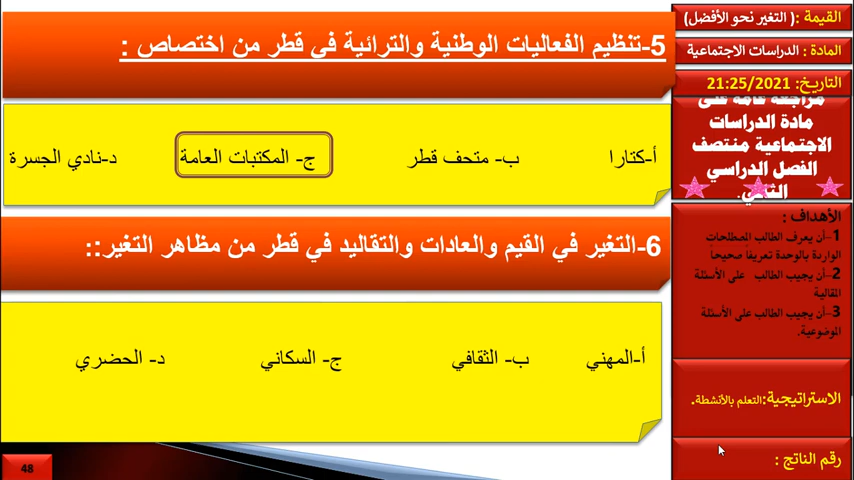 القيمة :( التغير نحو الأفضل)
المادة : الدراسات الاجتماعية
التاريخ: 21:25/2021
مراجعة عامة على
مادة الدراسات
الاجتماعية منتصف
الفصل الدراسي
الثاني.
الأهداف :
1–أن يعرف الطالب المصطلحات
الواردة بالوحدة تعريفاً صحيحاً
2–أن يجيب الطالب على الأسئلة
المقالية
3–أن يجيب الطالب على الأسئلة
الموضوعية.
الاستراتيجية:التعلم بالأنشطة.
رقم الناتج :
5-تنظيم الفعاليات الوطنية والتراثية في قطر من اختصاص :
أ-كتارا ب- متحف قطر ج- المكتبات العامة د-نادي الجسرة
6-التغير في القيم والعادات والتقاليد في قطر من مظاهر التغير::
أ-المهني ب- الثقافي ج- السكاني د- الحضري
48